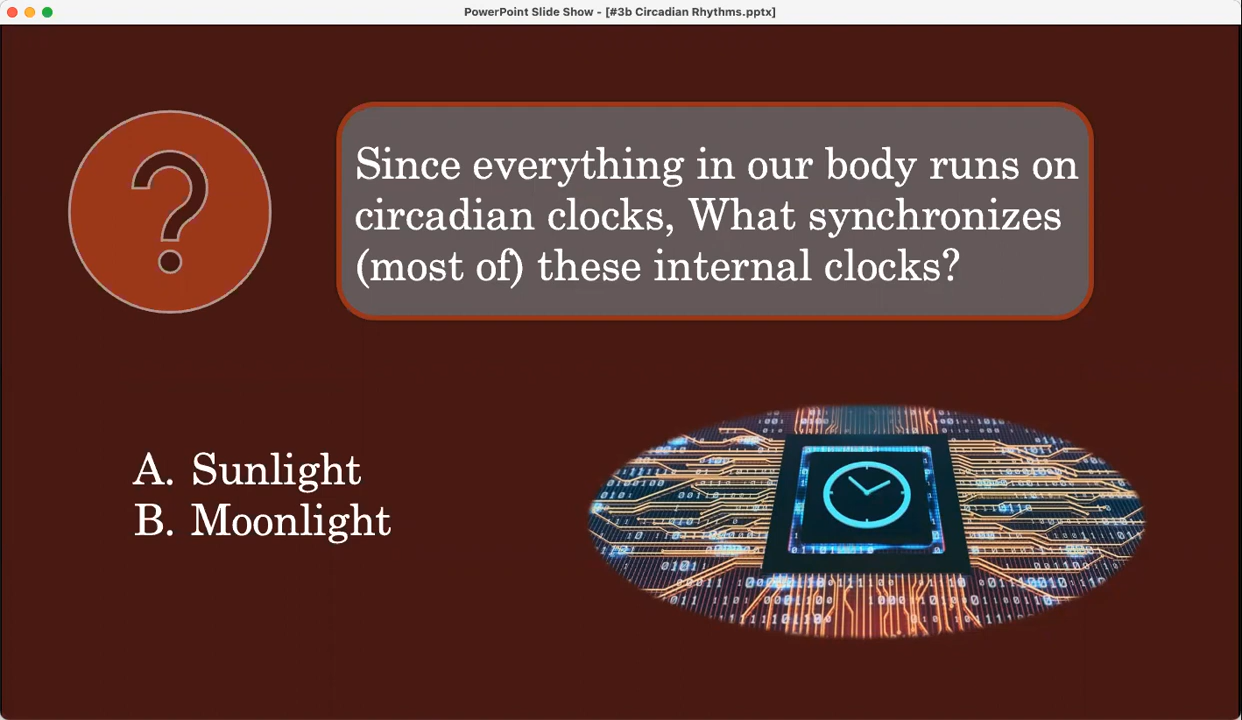 PowerPoint Slide Show - [#3b Circadian Rhythms.pptx]
?
Since everything in our body runs on
circadian clocks, What synchronizes
(most of) these internal clocks?
A. Sunlight
B. Moonlight